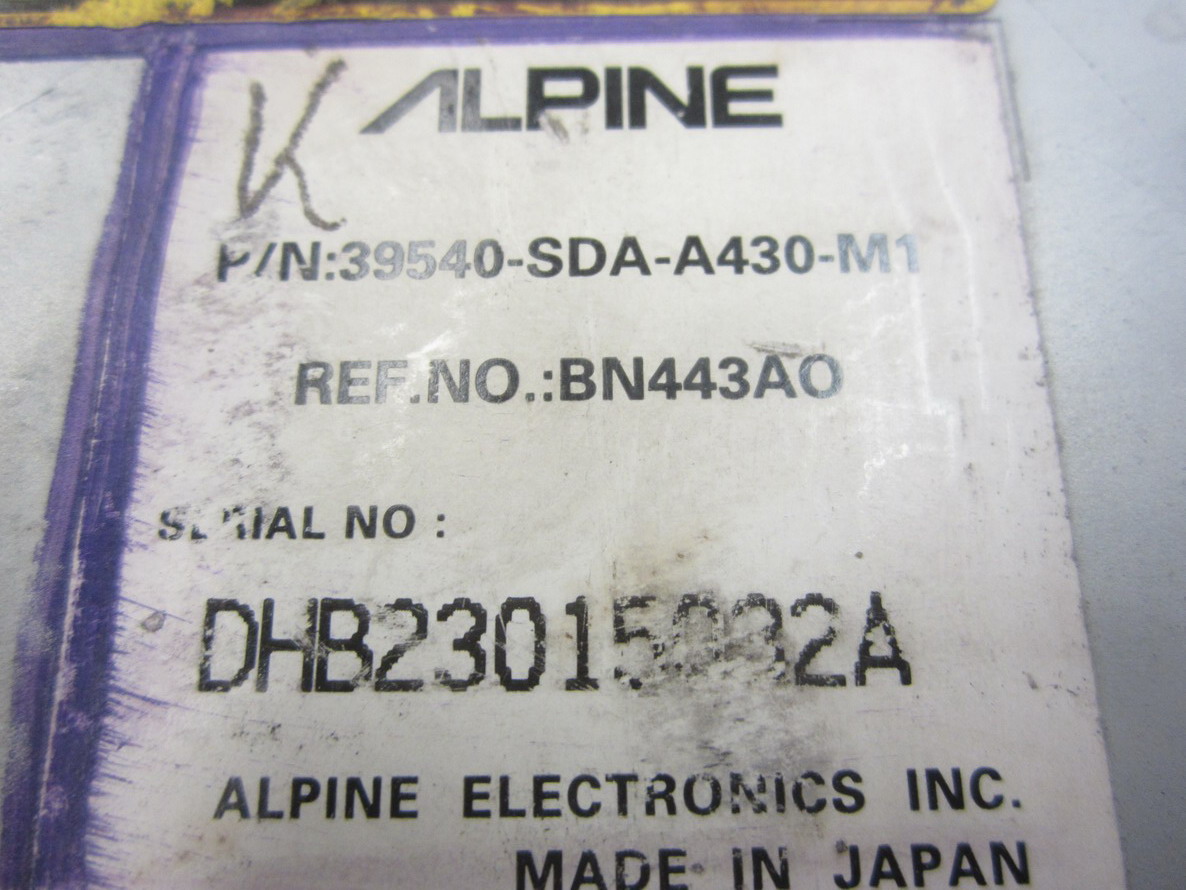 K
ALPINE
P/N:39540-SDA-A430-M1
REF.NO.:BN443AO
SERIAL NO :
ALPINE ELECTRONICS INC.
MADE IN JAPAN